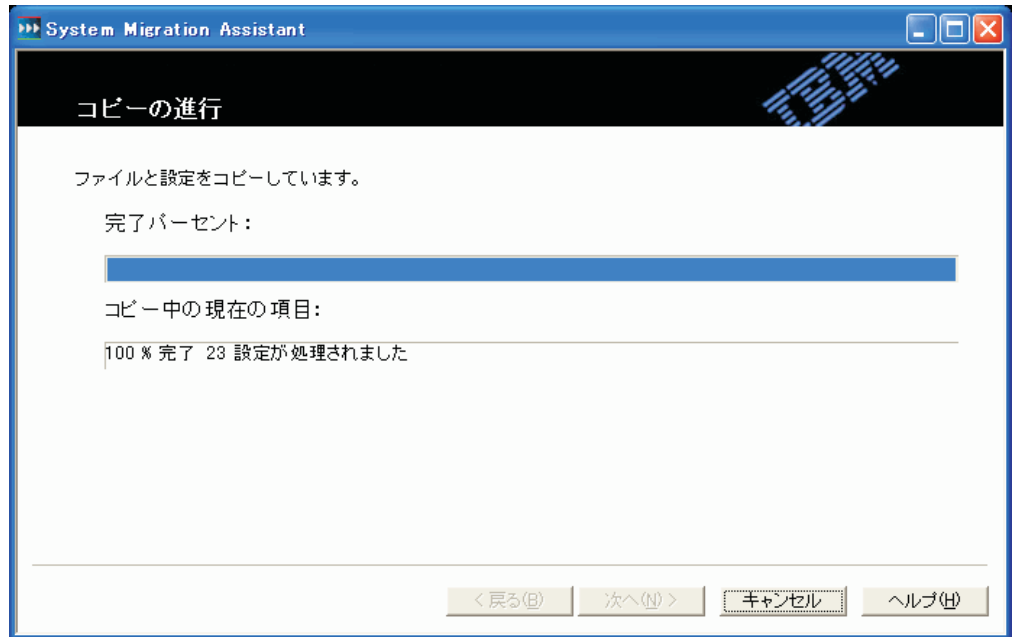 System Migration Assistant
IBM
コピーの進行
ファイルと設定をコピーしています。
完了パーセント:
コピー中の現在の項目:
100 % 完了 23 設定が処理されました
< 戻る(B) 次へ(N) > キャンセル ヘルプ(H)